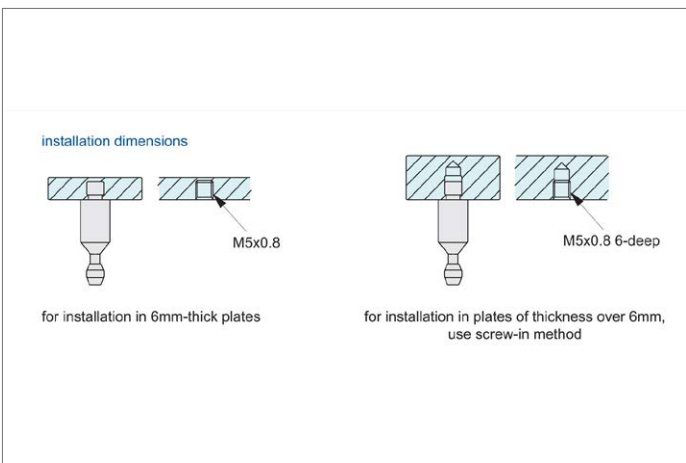 installation dimensions
M5x0.8
M5x0.8 6-deep
for installation in 6mm-thick plates
for installation in plates of thickness over 6mm,
use screw-in method